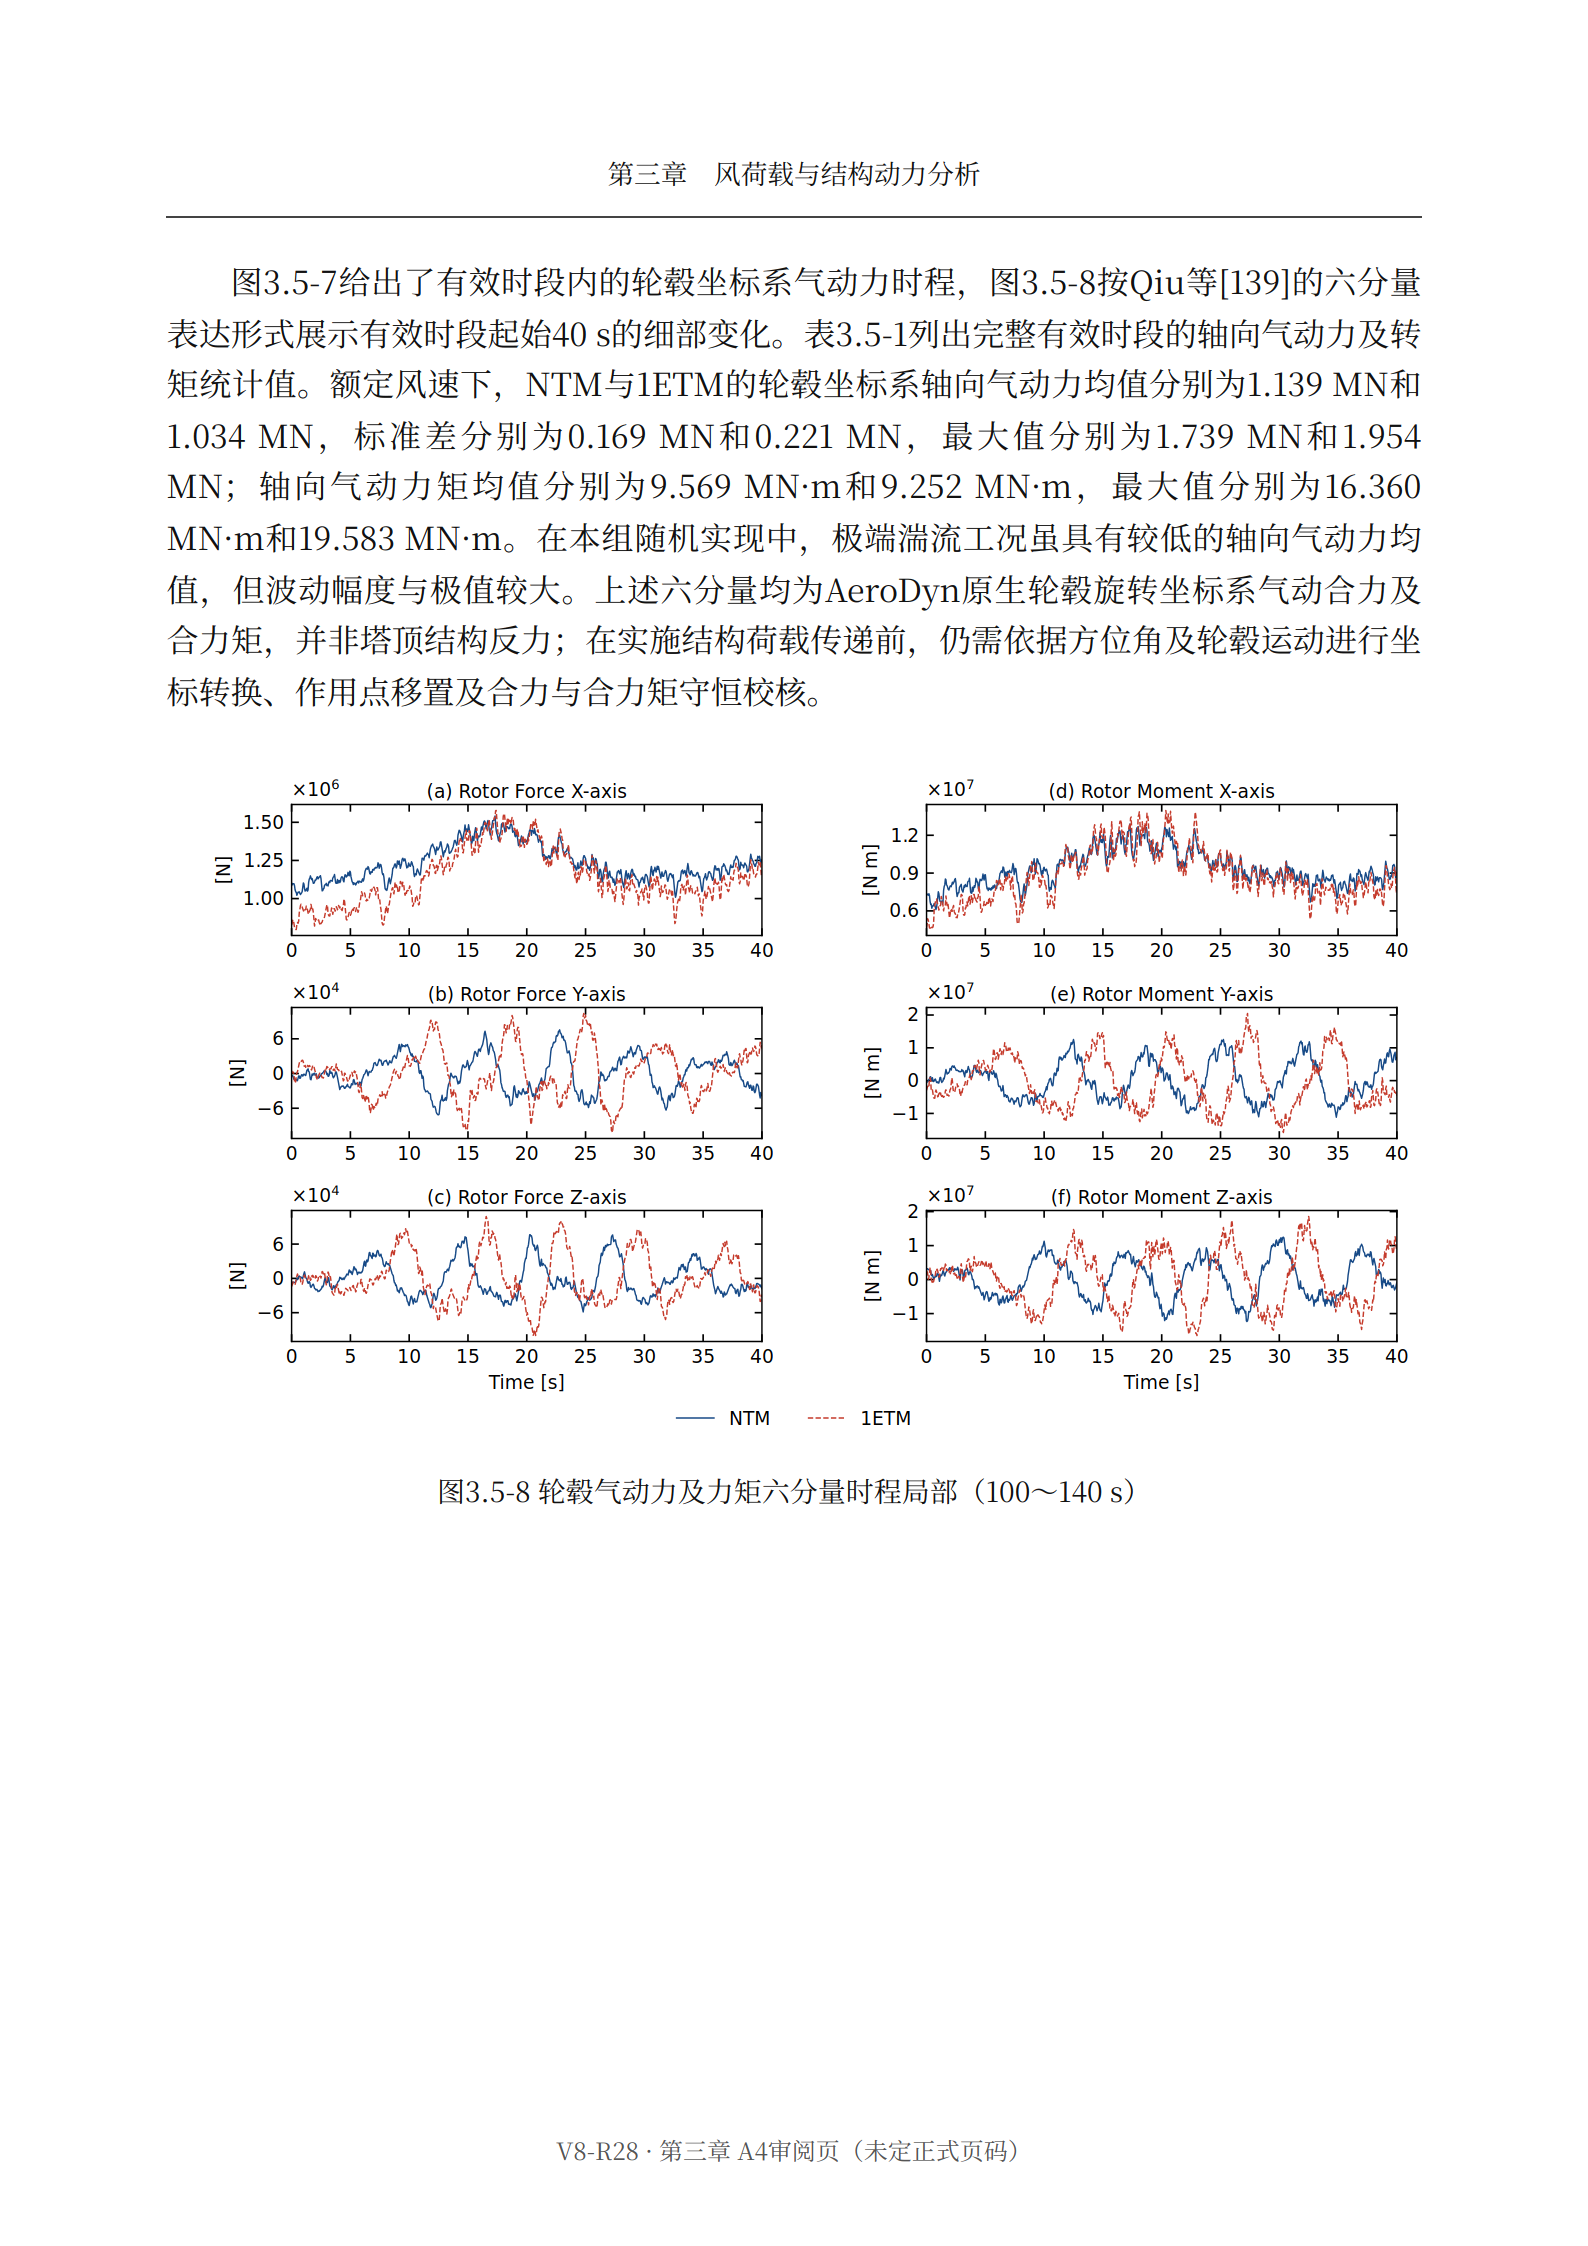 第三章　风荷载与结构动力分析
图3.5-7给出了有效时段内的轮毂坐标系气动力时程，图3.5-8按Qiu等[139]的六分量
表达形式展示有效时段起始40 s的细部变化。表3.5-1列出完整有效时段的轴向气动力及转
矩统计值。额定风速下，NTM与1ETM的轮毂坐标系轴向气动力均值分别为1.139 MN和
1.034 MN，标准差分别为0.169 MN和0.221 MN，最大值分别为1.739 MN和1.954
MN；轴向气动力矩均值分别为9.569 MN·m和9.252 MN·m，最大值分别为16.360
MN·m和19.583 MN·m。在本组随机实现中，极端湍流工况虽具有较低的轴向气动力均
值，但波动幅度与极值较大。上述六分量均为AeroDyn原生轮毂旋转坐标系气动合力及
合力矩，并非塔顶结构反力；在实施结构荷载传递前，仍需依据方位角及轮毂运动进行坐
标转换、作用点移置及合力与合力矩守恒校核。
×10⁶ (a) Rotor Force X-axis
[N]
1.50
1.25
1.00
0 5 10 15 20 25 30 35 40
×10⁷ (d) Rotor Moment X-axis
[N m]
1.2
0.9
0.6
0 5 10 15 20 25 30 35 40
×10⁴ (b) Rotor Force Y-axis
[N]
6
0
−6
0 5 10 15 20 25 30 35 40
×10⁷ (e) Rotor Moment Y-axis
[N m]
2
1
0
−1
0 5 10 15 20 25 30 35 40
×10⁴ (c) Rotor Force Z-axis
[N]
6
0
−6
0 5 10 15 20 25 30 35 40
Time [s]
×10⁷ (f) Rotor Moment Z-axis
[N m]
2
1
0
−1
0 5 10 15 20 25 30 35 40
Time [s]
NTM 1ETM
图3.5-8 轮毂气动力及力矩六分量时程局部（100～140 s）
V8-R28 · 第三章 A4审阅页（未定正式页码）